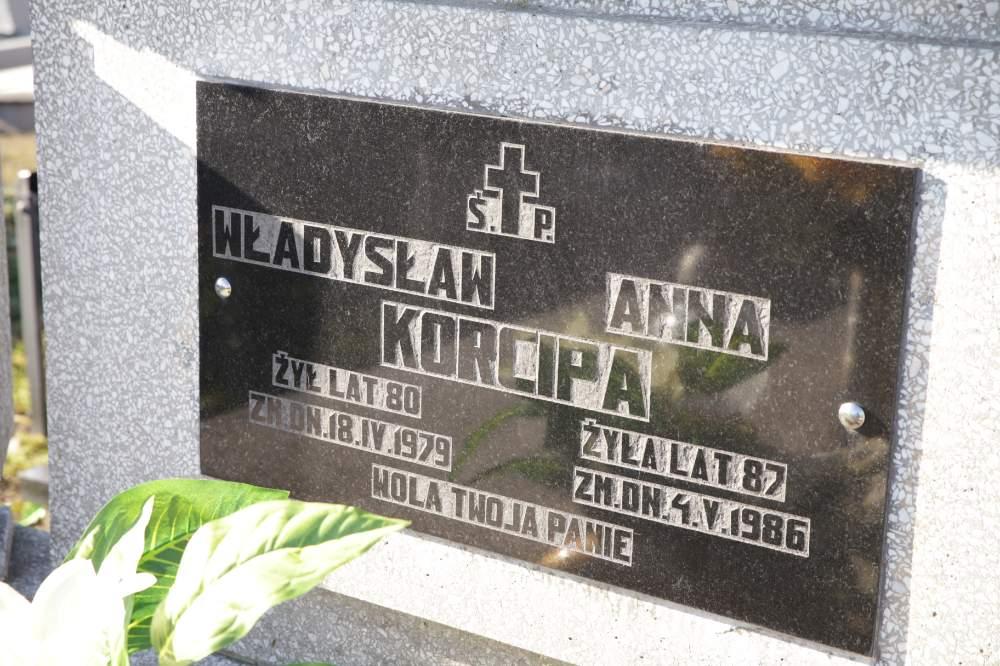 Ś. P.
WŁADYSŁAW
ANNA
KORCIPA
ŻYŁ LAT 80
ZM.DN.18.IV.1979
ŻYŁA LAT 87
ZM.DN.4.V.1986
WOLA TWOJA PANIE